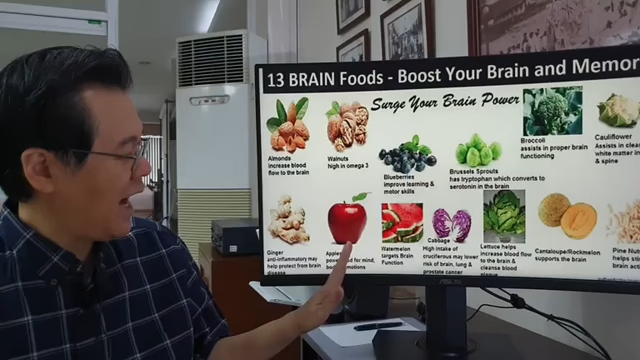 13 BRAIN Foods - Boost Your Brain and Memor
Surge Your Brain Power
Almonds
increase blood
flow to the brain
Walnuts
high in omega 3
Blueberries
improve learning &
motor skills
Brussels Sprouts
has tryptophan which converts to
serotonin in the brain
Broccoli
assists in proper brain
functioning
Cauliflower
Assists in clea
white matter in
& spine
Ginger
anti-inflammatory may
help protect from brain
disease
Apple
for mind,
Watermelon
targets Brain
Function
Cabbage
High intake of
cruciferous may lower
risk of brain, lung &
prostate cancer
Lettuce helps
increase blood flow
to the brain &
cleanse blood
Cantaloupe/Rockmelon
supports the brain
Pine Nu
helps
brain
ASUS